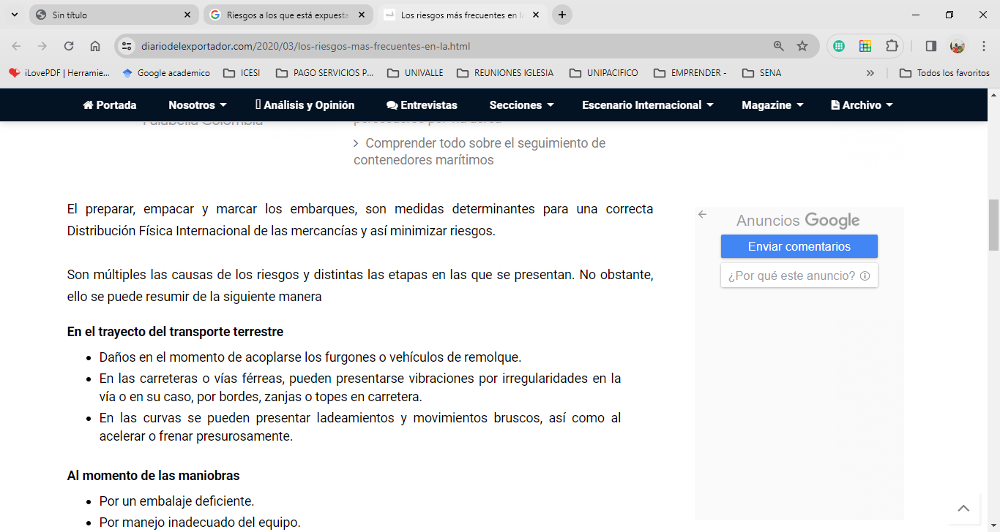 Sin título
Riesgos a los que está expuesta
Los riesgos más frecuentes en
diariodelexportador.com/2020/03/los-riesgos-mas-frecuentes-en-la.html
iLovePDF | Herramie...
Google academico
ICESI
PAGO SERVICIOS P...
UNIVALLE
REUNIONES IGLESIA
UNIPACIFICO
EMPRENDER -
SENA
Todos los favoritos
Portada
Nosotros
Análisis y Opinión
Entrevistas
Secciones
Escenario Internacional
Magazine
Archivo
Falabella Colombia
perecederos por vía aérea
Comprender todo sobre el seguimiento de
contenedores marítimos
El preparar, empacar y marcar los embarques, son medidas determinantes para una correcta
Distribución Física Internacional de las mercancías y así minimizar riesgos.
Son múltiples las causas de los riesgos y distintas las etapas en las que se presentan. No obstante,
ello se puede resumir de la siguiente manera
En el trayecto del transporte terrestre
Daños en el momento de acoplarse los furgones o vehículos de remolque.
En las carreteras o vías férreas, pueden presentarse vibraciones por irregularidades en la
vía o en su caso, por bordes, zanjas o topes en carretera.
En las curvas se pueden presentar ladeamientos y movimientos bruscos, así como al
acelerar o frenar presurosamente.
Al momento de las maniobras
Por un embalaje deficiente.
Por manejo inadecuado del equipo.
Anuncios Google
Enviar comentarios
¿Por qué este anuncio?